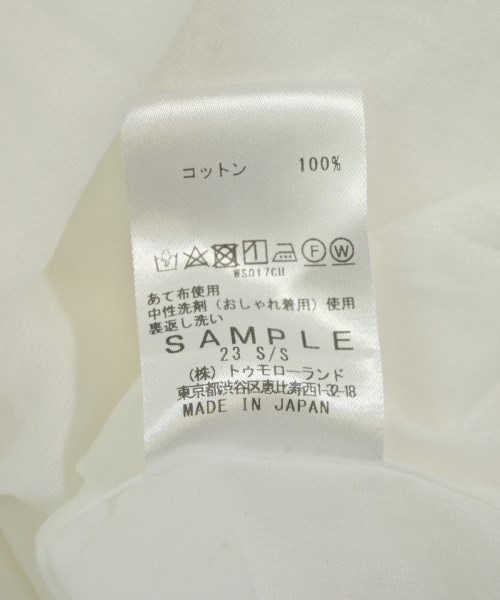 コットン 100%
F W
WS017CU
あて布使用
中性洗剤(おしゃれ着用)使用
裏返し洗い
SAMPLE
23 S/S
(株)トゥモローランド
東京都渋谷区恵比寿西1-32-18
MADE IN JAPAN